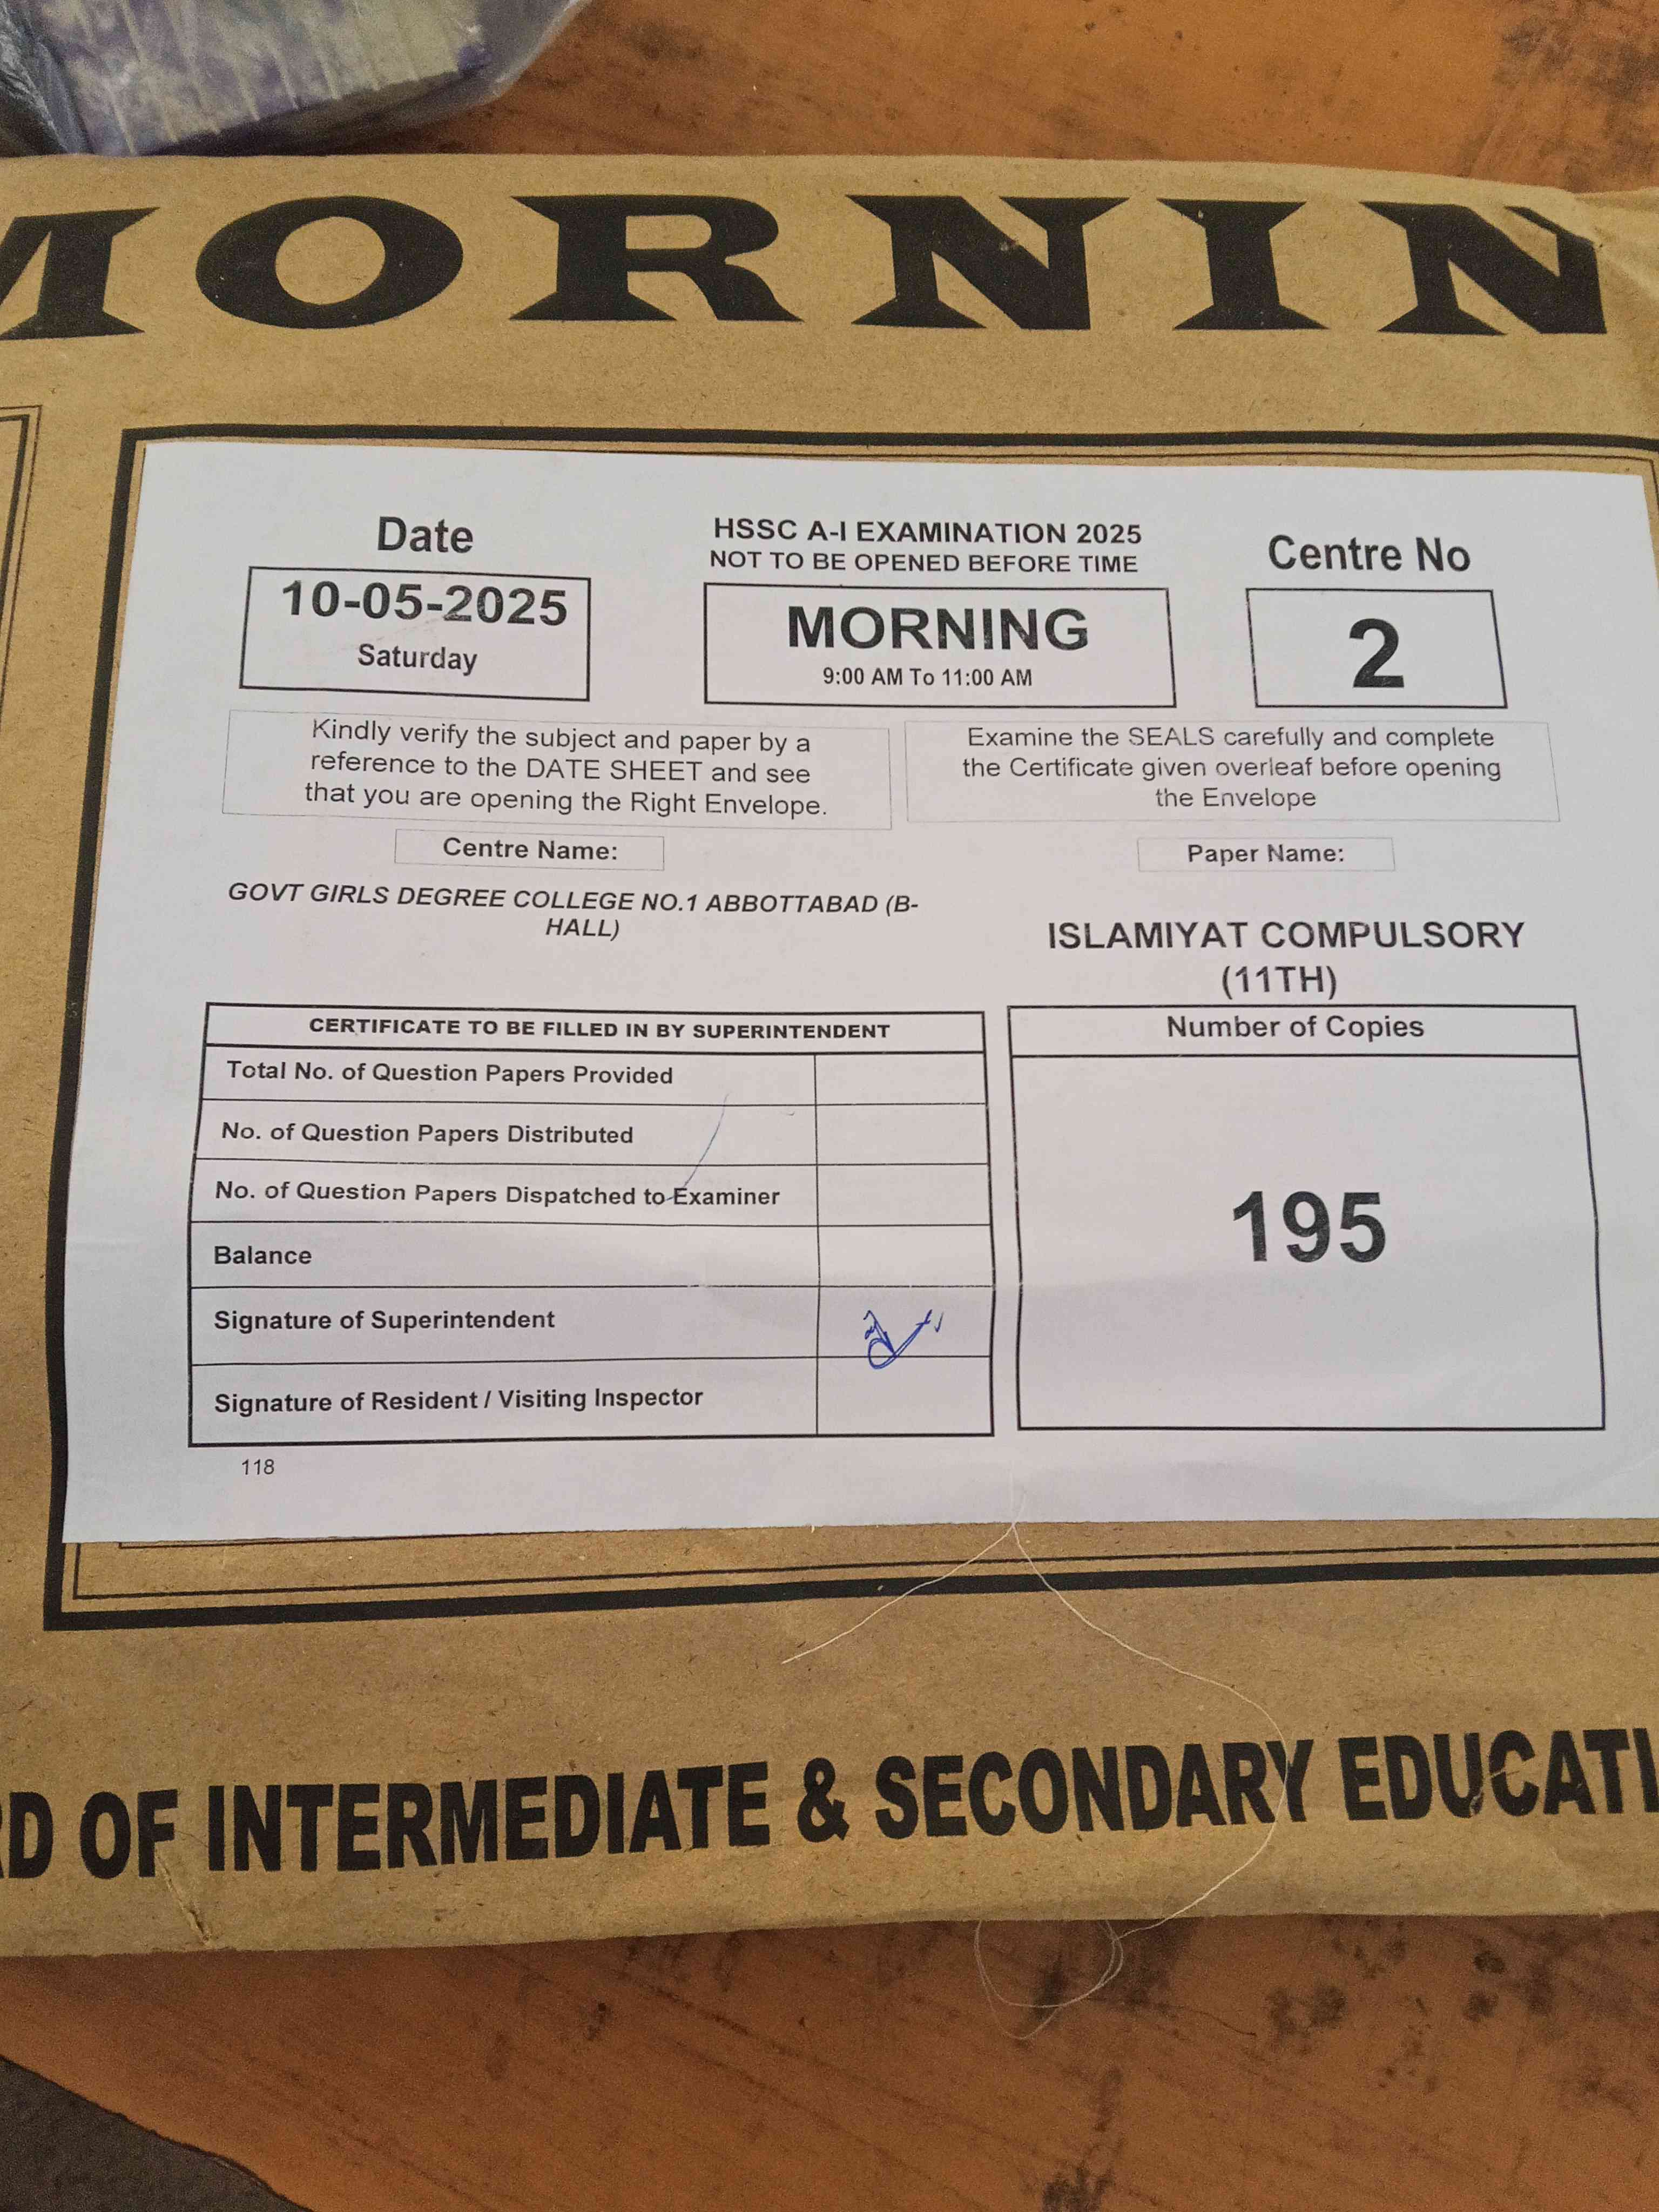 MORNIN
Date
10-05-2025
Saturday
HSSC A-I EXAMINATION 2025
NOT TO BE OPENED BEFORE TIME
MORNING
9:00 AM To 11:00 AM
Centre No
2
Kindly verify the subject and paper by a
reference to the DATE SHEET and see
that you are opening the Right Envelope.
Examine the SEALS carefully and complete
the Certificate given overleaf before opening
the Envelope
Centre Name:
GOVT GIRLS DEGREE COLLEGE NO.1 ABBOTTABAD (B-
HALL)
Paper Name:
ISLAMIYAT COMPULSORY
(11TH)
CERTIFICATE TO BE FILLED IN BY SUPERINTENDENT
Total No. of Question Papers Provided
No. of Question Papers Distributed
No. of Question Papers Dispatched to Examiner
Balance
Signature of Superintendent
Signature of Resident / Visiting Inspector
Number of Copies
195
118
RD OF INTERMEDIATE & SECONDARY EDUCATI